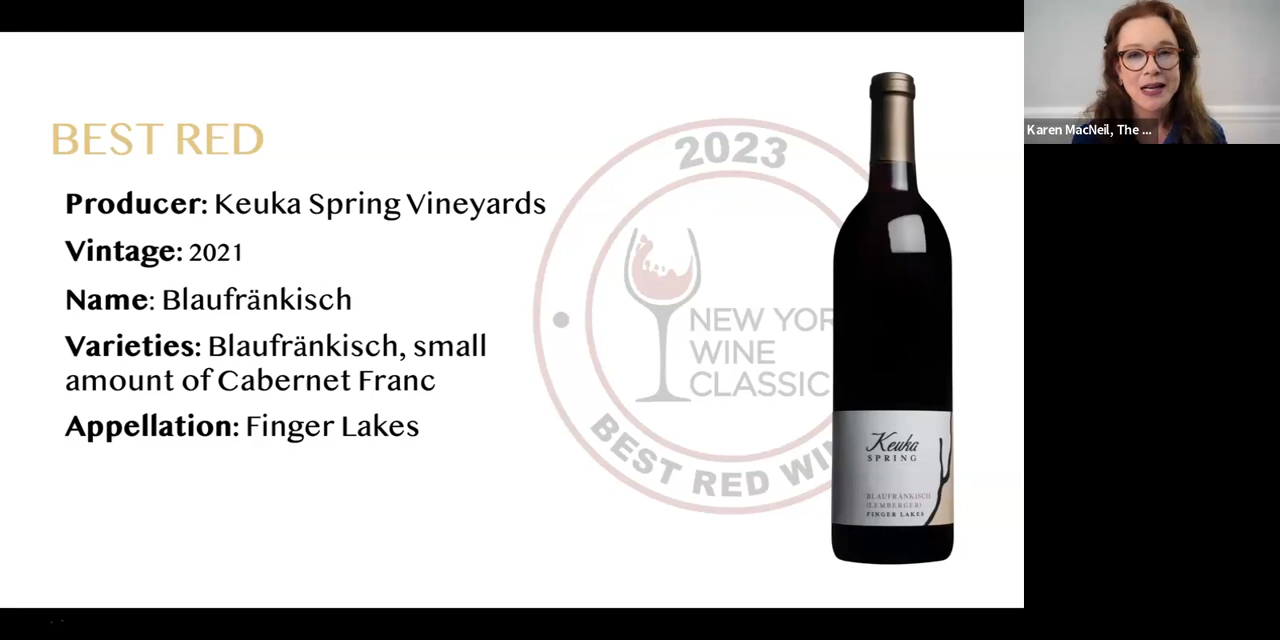 BEST RED
Producer: Keuka Spring Vineyards
Vintage: 2021
Name: Blaufränkisch
Varieties: Blaufränkisch, small
amount of Cabernet Franc
Appellation: Finger Lakes
2023
NEW YOR
WINE
CLASSIC
BEST RED WIN
Keuka
SPRING
BLAUFRÄNKISCH
(LEMBERGER)
FINGER LAKES
Karen MacNeil, The ...